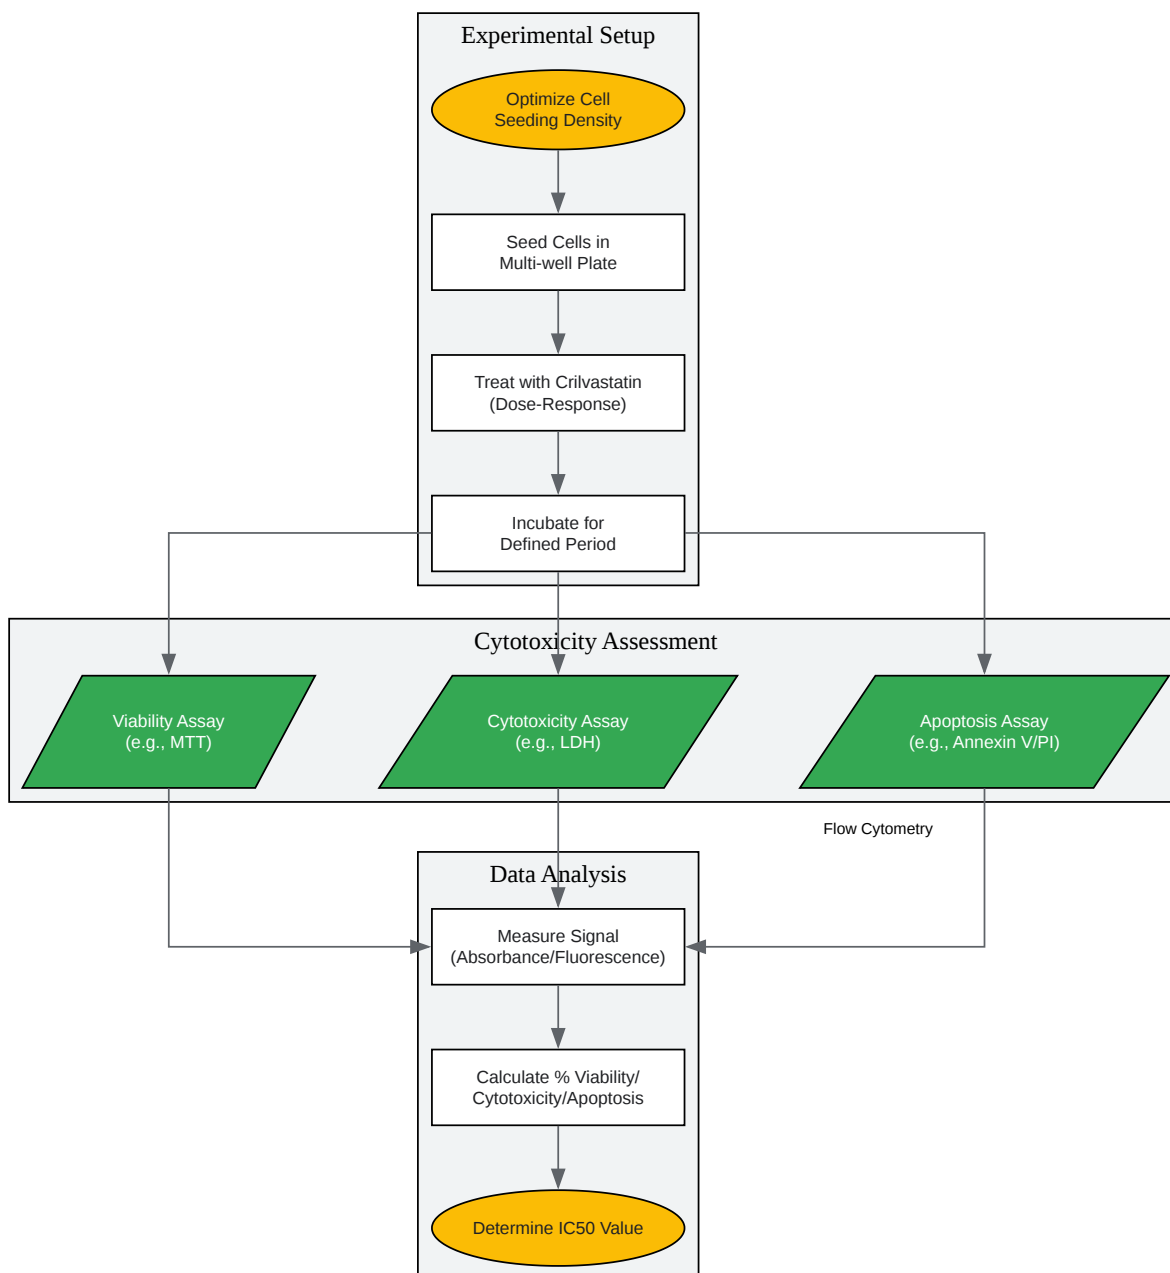 Experimental Setup
Optimize Cell
Seeding Density
Seed Cells in
Multi-well Plate
Treat with Crilvastatin
(Dose-Response)
Incubate for
Defined Period
Cytotoxicity Assessment
Viability Assay
(e.g., MTT)
Cytotoxicity Assay
(e.g., LDH)
Apoptosis Assay
(e.g., Annexin V/PI)
Flow Cytometry
Data Analysis
Measure Signal
(Absorbance/Fluorescence)
Calculate % Viability/
Cytotoxicity/Apoptosis
Determine IC50 Value